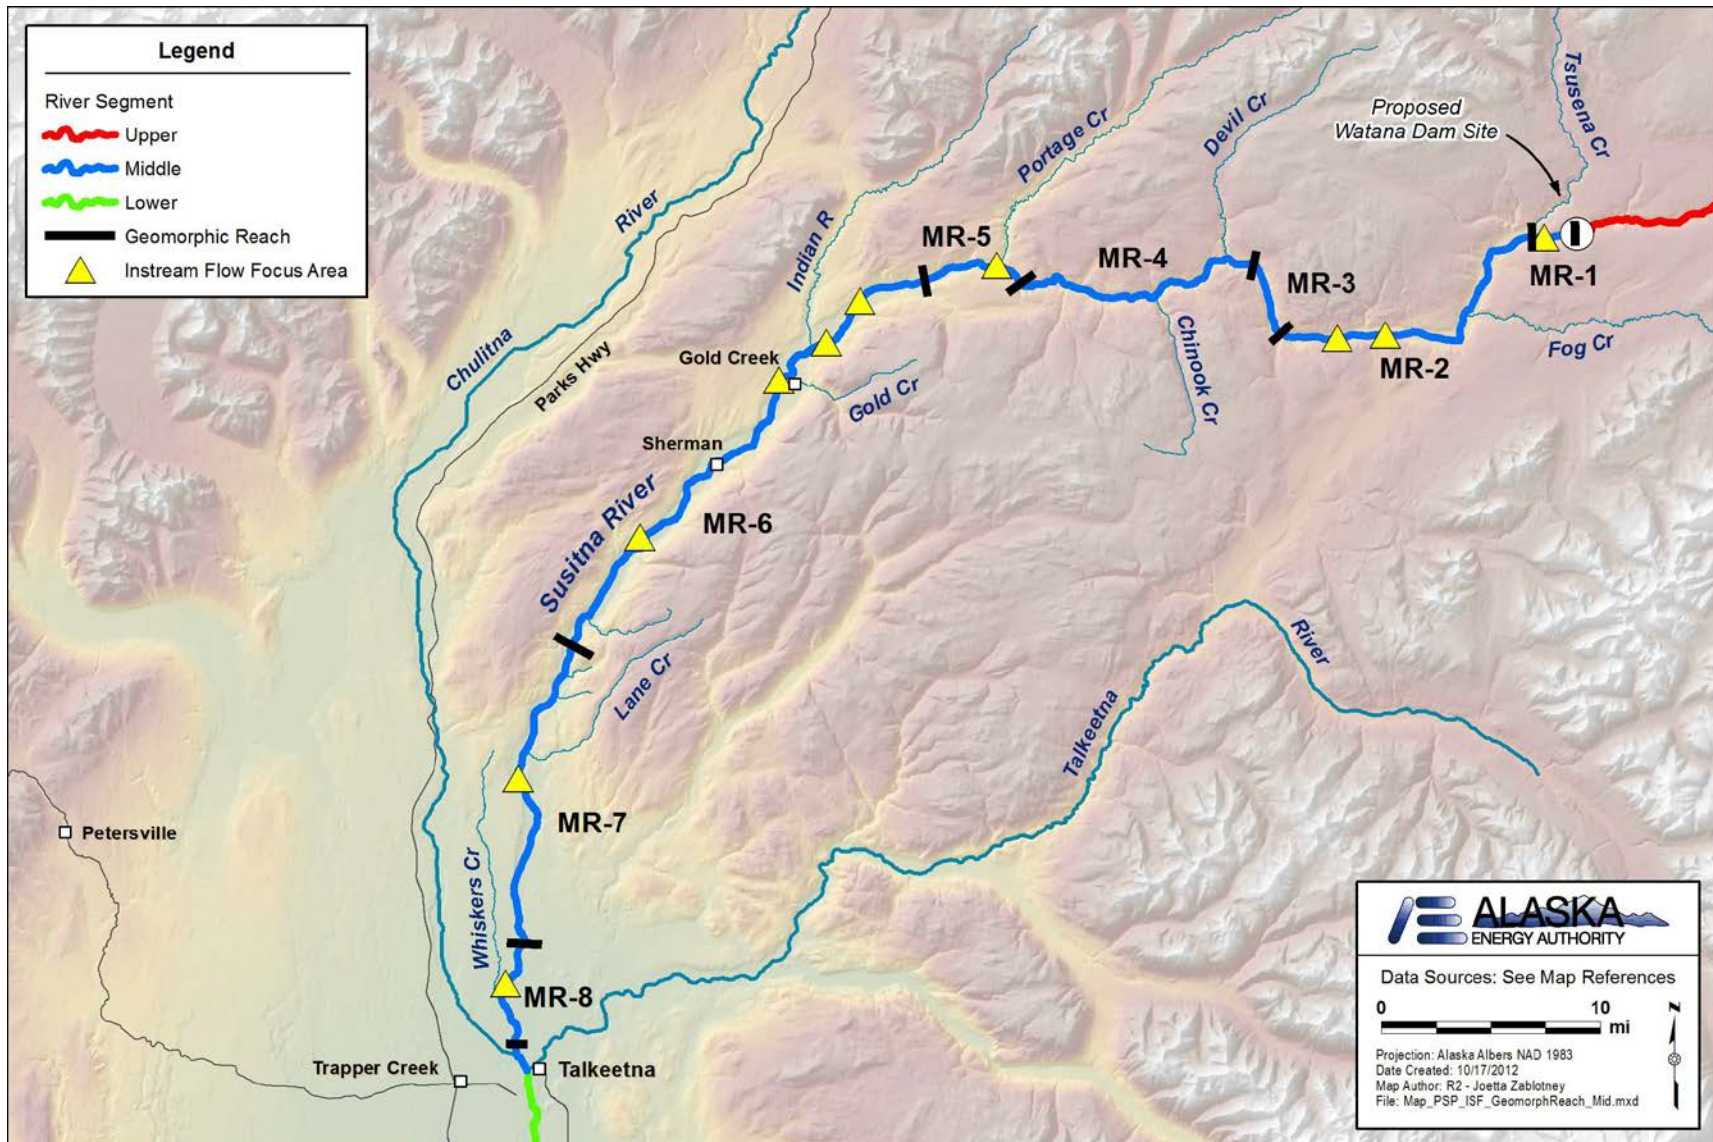 Legend
River Segment
Upper
Middle
Lower
Geomorphic Reach
Instream Flow Focus Area
Tsusena Cr
Proposed
Watana Dam Site
Devil Cr
Portage Cr
River
Indian R
MR-5
MR-4
MR-3
MR-1
Chulitna
Parks Hwy
Gold Creek
Gold Cr
Chinook Cr
MR-2
Fog Cr
Sherman
Susitna River
MR-6
River
Lane Cr
Talkeetna
Petersville
MR-7
Whiskers Cr
MR-8
Trapper Creek
Talkeetna
ALASKA
ENERGY AUTHORITY
Data Sources: See Map References
0 10
mi
N
Projection: Alaska Albers NAD 1983
Date Created: 10/17/2012
Map Author: R2 - Joetta Zablotney
File: Map_PSP_ISF_GeomorphReach_Mid.mxd